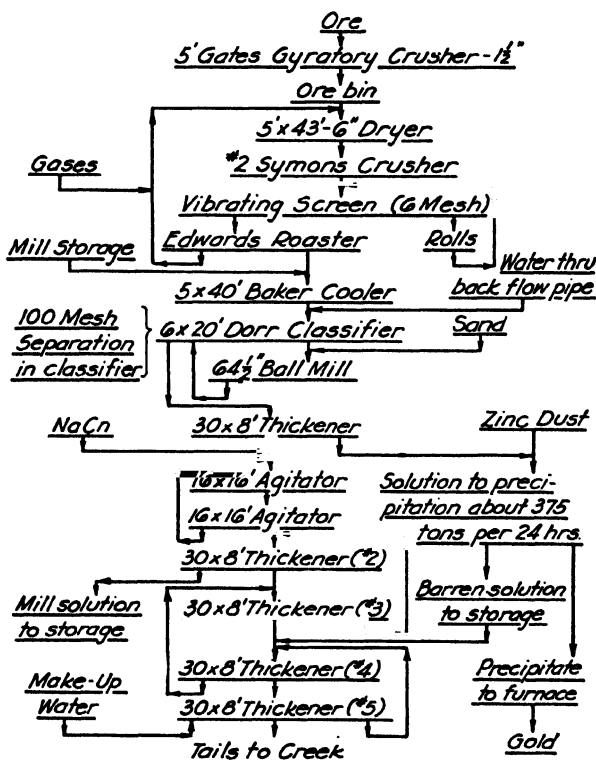 Ore
5' Gates Gyratory Crusher-1½"
Ore bin
5'x43'-6" Dryer
Gases
#2 Symons Crusher
Vibrating Screen (6 Mesh)
Mill Storage
Edwards Roaster
Rolls
Water thru
back flow pipe
5x40' Baker Cooler
100 Mesh
Separation
in classifier
6x20' Dorr Classifier
Sand
64½" Ball Mill
NaCn
30x8' Thickener
Zinc Dust
16x16' Agitator
16x16' Agitator
Solution to preci-
pitation about 375
tons per 24 hrs.
30x8' Thickener (#2)
Mill solution
to storage
30x8' Thickener (#3)
Barren solution
to storage
30x8' Thickener (#4)
Make-Up
Water
30x8' Thickener (#5)
Precipitate
to furnace
Tails to Creek
Gold